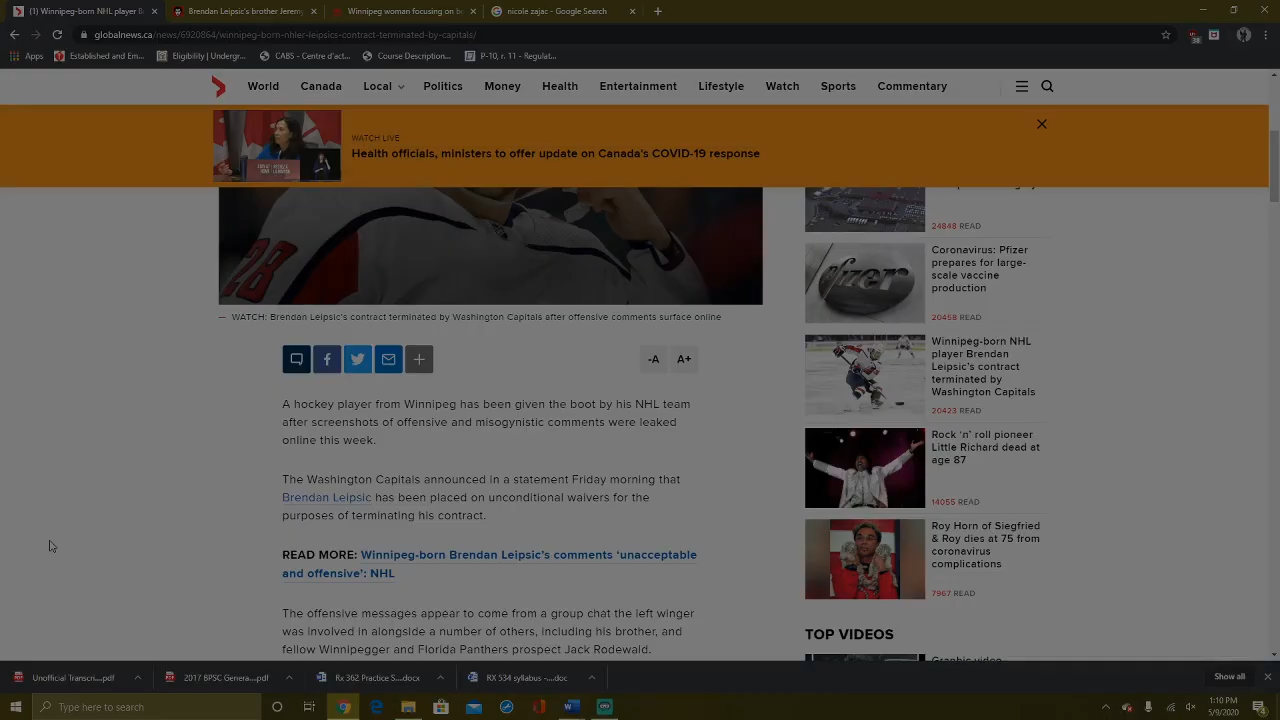 (1) Winnipeg-born NHL player B
Brendan Leipsic's brother Jeremy
Winnipeg woman focusing on bo
nicole zajac - Google Search
globalnews.ca/news/6920864/winnipeg-born-nhler-leipsics-contract-terminated-by-capitals/
38
Apps
Established and Em...
Eligibility | Undergr...
CABS - Centre d'act...
Course Description...
P-10, r. 11 - Regulat...
World
Canada
Local
Politics
Money
Health
Entertainment
Lifestyle
Watch
Sports
Commentary
WATCH LIVE
Health officials, ministers to offer update on Canada's COVID-19 response
28
— WATCH: Brendan Leipsic's contract terminated by Washington Capitals after offensive comments surface online
-A
A+
A hockey player from Winnipeg has been given the boot by his NHL team
after screenshots of offensive and misogynistic comments were leaked
online this week.
The Washington Capitals announced in a statement Friday morning that
Brendan Leipsic has been placed on unconditional waivers for the
purposes of terminating his contract.
READ MORE: Winnipeg-born Brendan Leipsic's comments 'unacceptable
and offensive': NHL
The offensive messages appear to come from a group chat the left winger
was involved in alongside a number of others, including his brother, and
fellow Winnipegger and Florida Panthers prospect Jack Rodewald.
24848 READ
Coronavirus: Pfizer
prepares for large-
scale vaccine
production
20458 READ
Winnipeg-born NHL
player Brendan
Leipsic's contract
terminated by
Washington Capitals
20423 READ
Rock 'n' roll pioneer
Little Richard dead at
age 87
14055 READ
Roy Horn of Siegfried
& Roy dies at 75 from
coronavirus
complications
7967 READ
TOP VIDEOS
Graphic video
Unofficial Transcri....pdf
2017 BPSC Genera....pdf
Rx 362 Practice S....docx
RX 534 syllabus -....doc
Show all
Type here to search
1:10 PM
5/9/2020